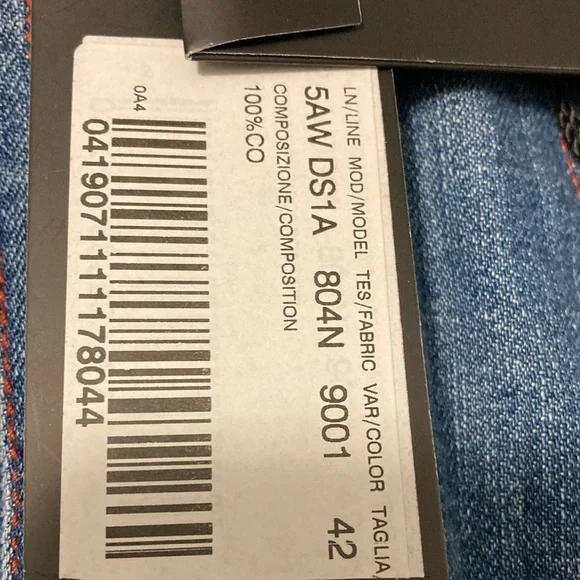 LN/LINE MOD/MODEL TES/FABRIC VAR/COLOR TAGLIA/
5AW DS1A 804N 9001 42
COMPOSIZIONE/COMPOSITION
100%CO
0A4
0419071111178044